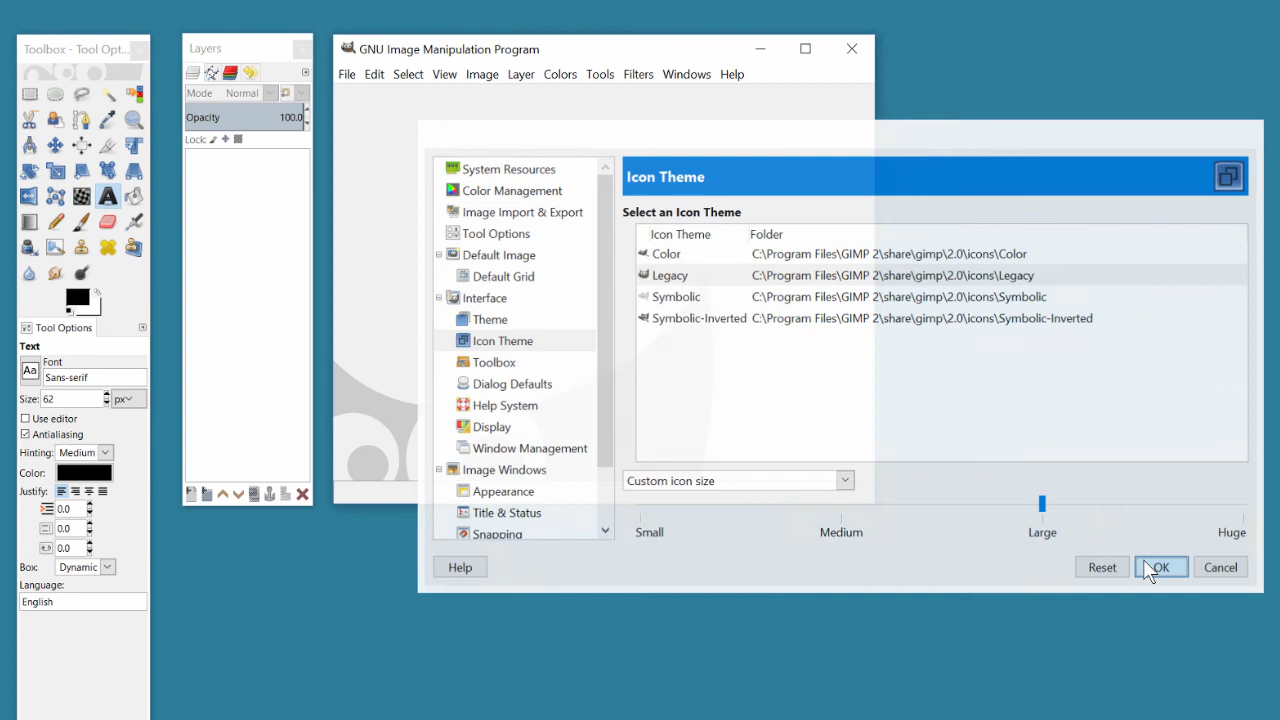 Toolbox - Tool Opt...
Layers
Mode Normal
Opacity 100.0
Lock:
Tool Options
Text
Font
Aa Sans-serif
Size: 62 px
Use editor
Antialiasing
Hinting: Medium
Color:
Justify:
0.0
0.0
0.0
Box: Dynamic
Language:
English
GNU Image Manipulation Program
File Edit Select View Image Layer Colors Tools Filters Windows Help
System Resources
Color Management
Image Import & Export
Tool Options
Default Image
Default Grid
Interface
Theme
Icon Theme
Toolbox
Dialog Defaults
Help System
Display
Window Management
Image Windows
Appearance
Title & Status
Snapping
Icon Theme
Select an Icon Theme
Icon Theme Folder
Color C:\Program Files\GIMP 2\share\gimp\2.0\icons\Color
Legacy C:\Program Files\GIMP 2\share\gimp\2.0\icons\Legacy
Symbolic C:\Program Files\GIMP 2\share\gimp\2.0\icons\Symbolic
Symbolic-Inverted C:\Program Files\GIMP 2\share\gimp\2.0\icons\Symbolic-Inverted
Custom icon size
Small Medium Large Huge
Help Reset OK Cancel